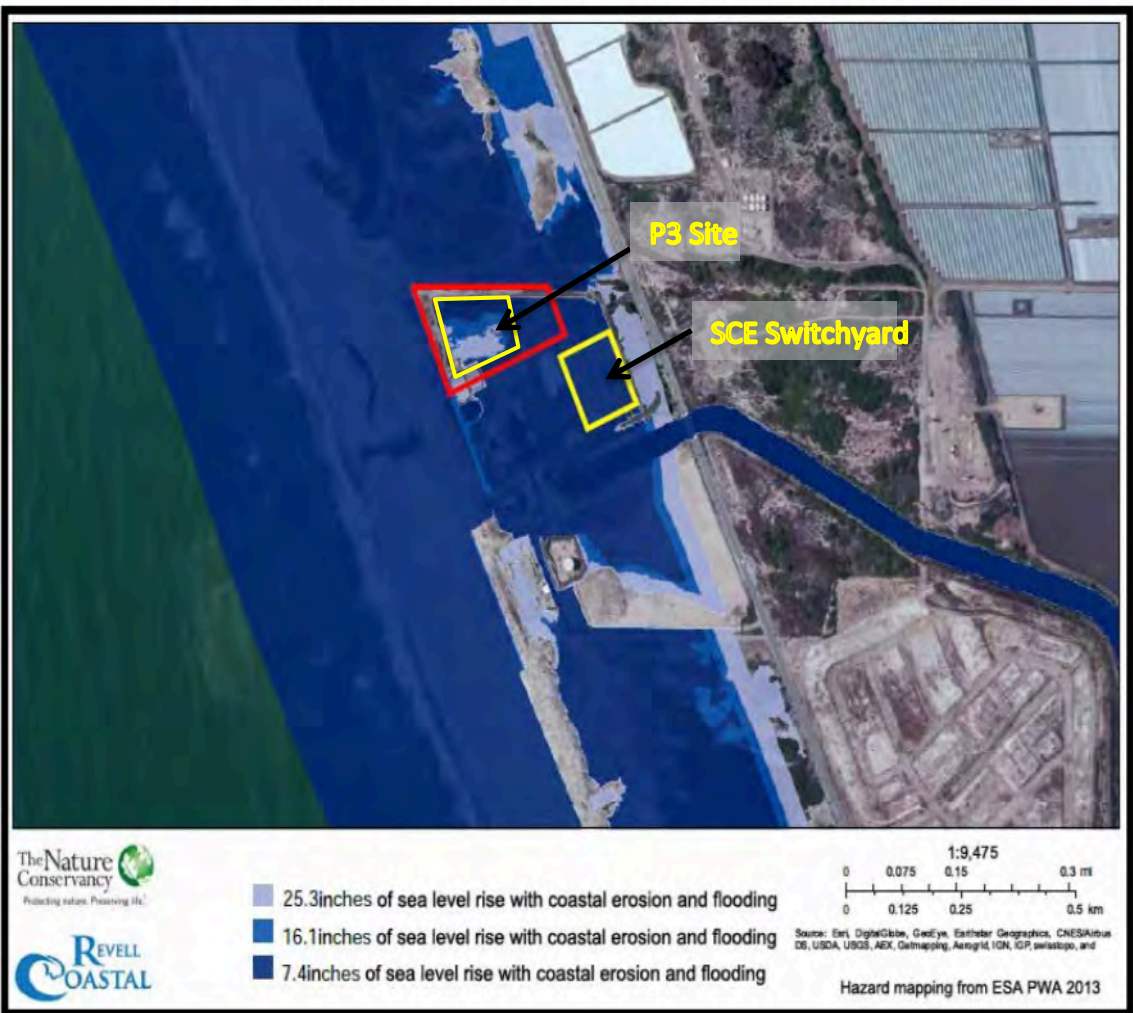 P3 Site
SCE Switchyard
The Nature
Conservancy
Protecting nature. Preserving life.
REVELL
COASTAL
25.3inches of sea level rise with coastal erosion and flooding
16.1inches of sea level rise with coastal erosion and flooding
7.4inches of sea level rise with coastal erosion and flooding
1:9,475
0 0.075 0.15 0.3 mi
0 0.125 0.25 0.5 km
Source: Esri, DigitalGlobe, GeoEye, Earthstar Geographics, CNES/Airbus
DS, USDA, USGS, AEX, Getmapping, Aerogrid, IGN, IGP, swisstopo, and
Hazard mapping from ESA PWA 2013